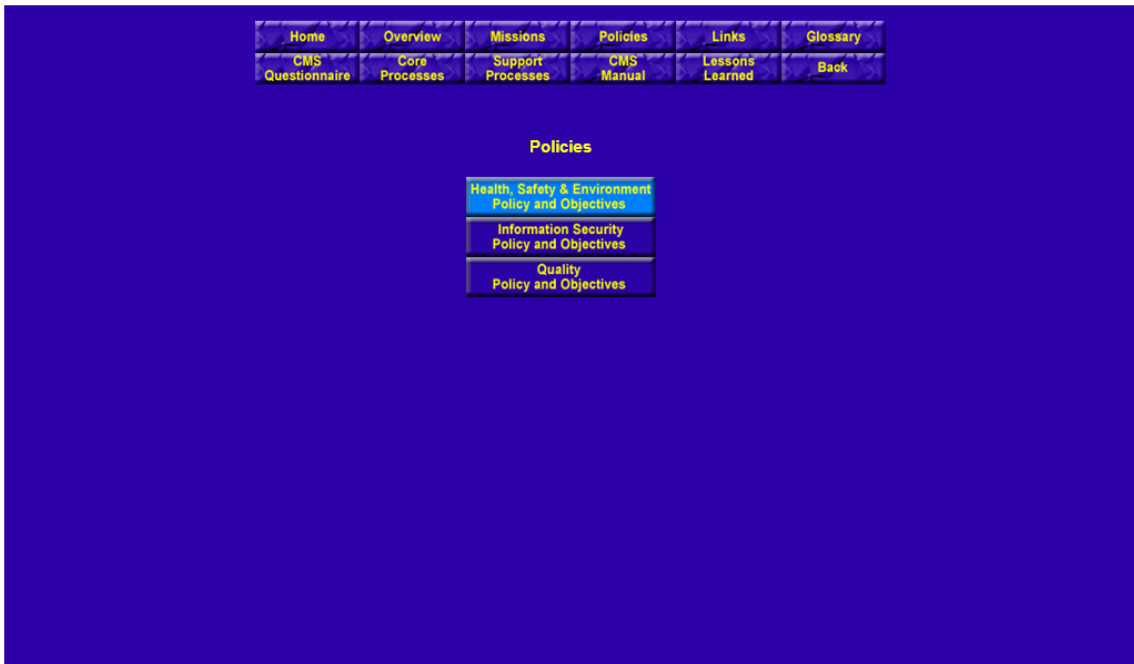 Home Overview Missions Policies Links Glossary
CMS Questionnaire Core Processes Support Processes CMS Manual Lessons Learned Back
Policies
Health, Safety & Environment
Policy and Objectives
Information Security
Policy and Objectives
Quality
Policy and Objectives